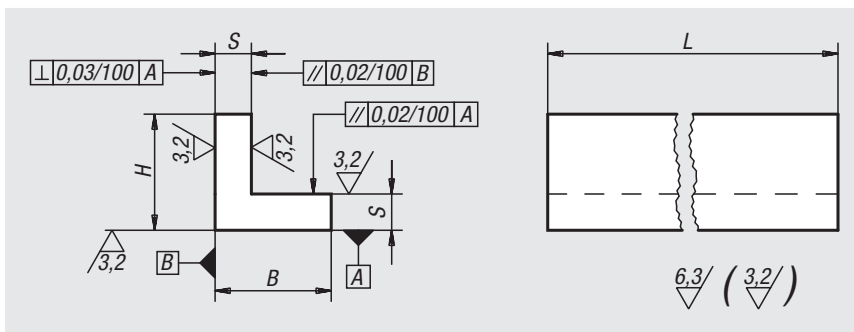 S
L
⊥ 0,03/100 A
// 0,02/100 B
// 0,02/100 A
3,2
3,2
3,2
H
S
3,2
B
B
A
6,3 ( 3,2 )